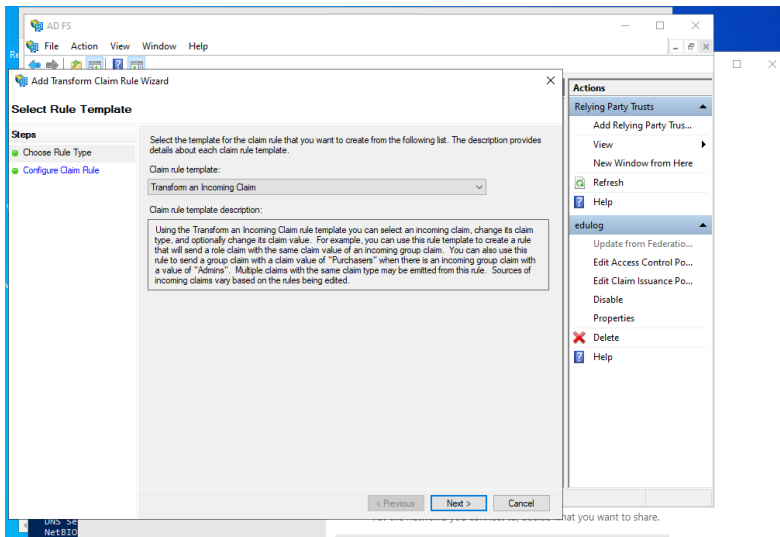 AD FS
File Action View Window Help
Add Transform Claim Rule Wizard
Select Rule Template
Steps
Choose Rule Type
Configure Claim Rule
Select the template for the claim rule that you want to create from the following list. The description provides
details about each claim rule template.
Claim rule template:
Transform an Incoming Claim
Claim rule template description:
Using the Transform an Incoming Claim rule template you can select an incoming claim, change its claim
type, and optionally change its claim value. For example, you can use this rule template to create a rule
that will send a role claim with the same claim value of an incoming group claim. You can also use this
rule to send a group claim with a claim value of "Purchasers" when there is an incoming group claim with
a value of "Admins". Multiple claims with the same claim type may be emitted from this rule. Sources of
incoming claims vary based on the rules being edited.
< Previous
Next >
Cancel
Actions
Relying Party Trusts
Add Relying Party Trus...
View
New Window from Here
Refresh
Help
edulog
Update from Federatio...
Edit Access Control Po...
Edit Claim Issuance Po...
Disable
Properties
Delete
Help
DNS Se
NetBIO
hat you want to share.